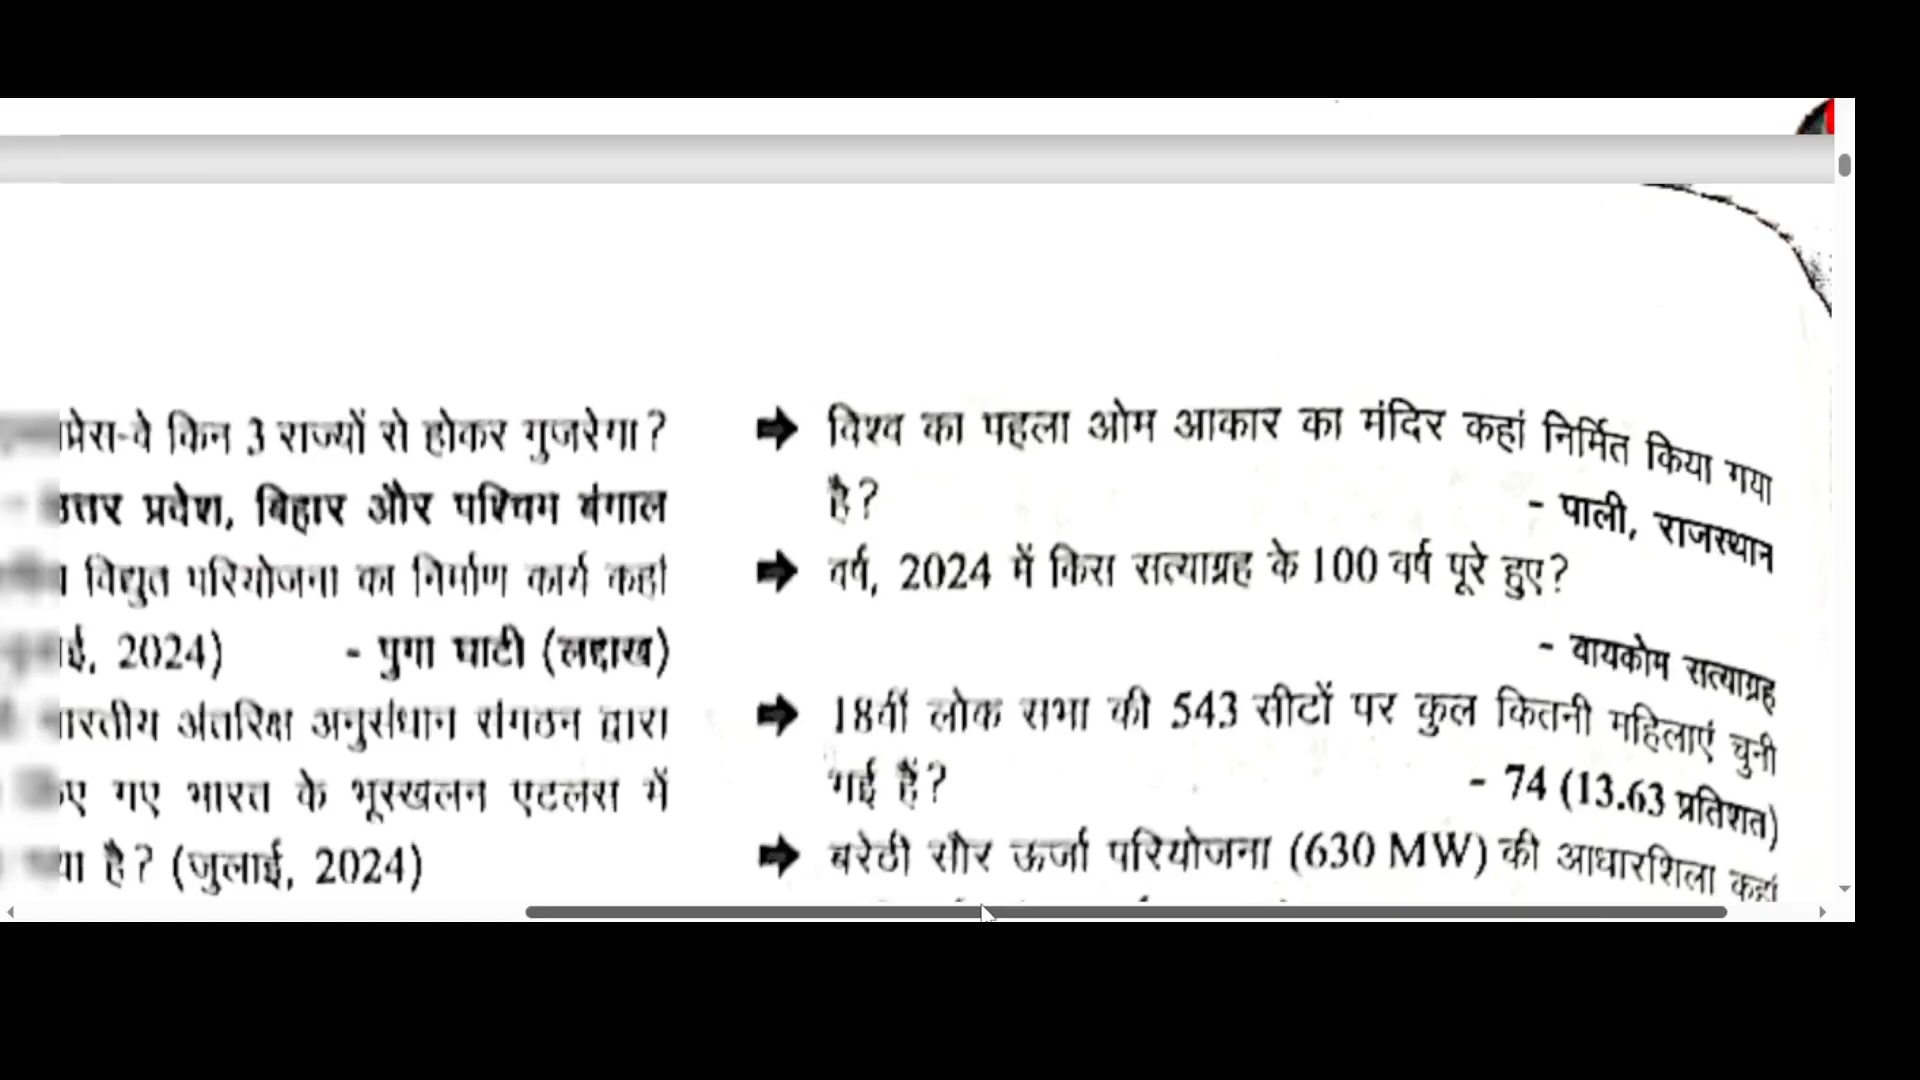 प्रेस-वे किन 3 राज्यों से होकर गुजरेगा?
उत्तर प्रदेश, बिहार और पश्चिम बंगाल
विद्युत परियोजना का निर्माण कार्य कहां
ई, 2024) - पुगा घाटी (लद्दाख)
भारतीय अंतरिक्ष अनुसंधान संगठन द्वारा
गए भारत के भूस्खलन एटलस में
है? (जुलाई, 2024)
➡ विश्व का पहला ओम आकार का मंदिर कहां निर्मित किया गया
है? - पाली, राजस्थान
➡ वर्ष, 2024 में किस सत्याग्रह के 100 वर्ष पूरे हुए?
- वायकोम सत्याग्रह
➡ 18वीं लोक सभा की 543 सीटों पर कुल कितनी महिलाएं चुनी
गई हैं? - 74 (13.63 प्रतिशत)
➡ बरेठी सौर ऊर्जा परियोजना (630 MW) की आधारशिला कहां